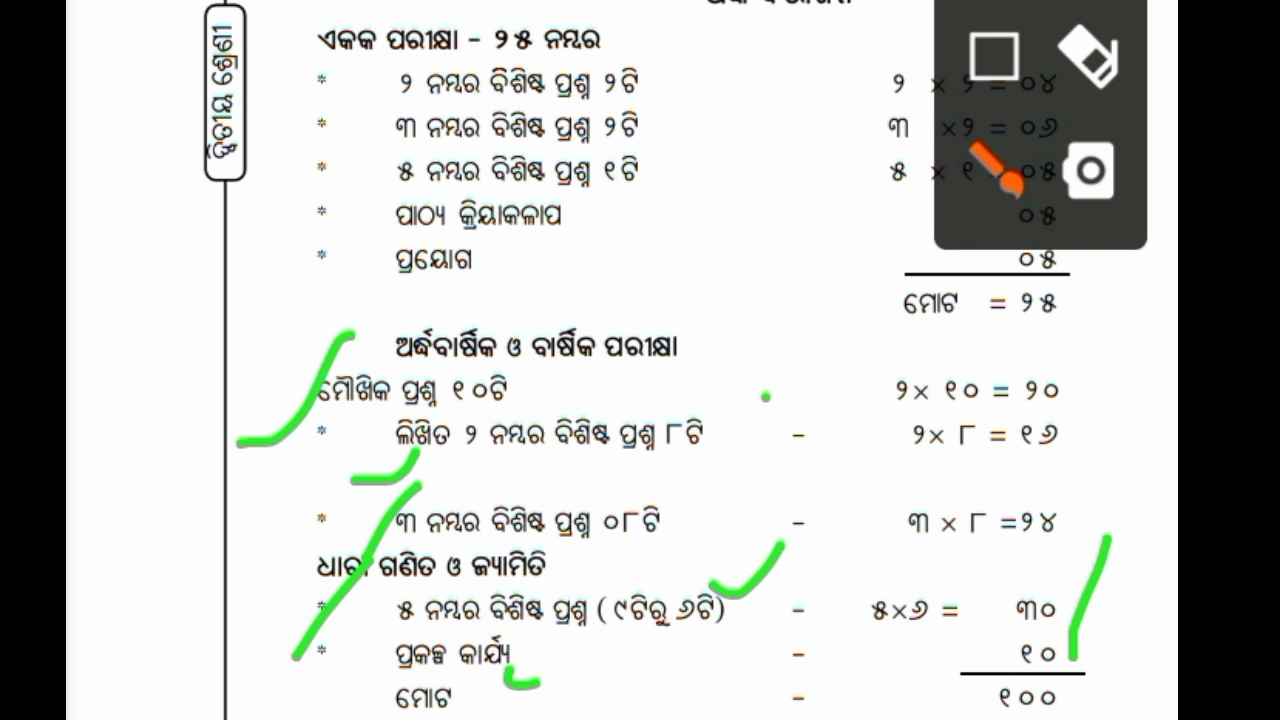 ଦ୍ଵିତୀୟ ଶ୍ରେଣୀ
ଏକକ ପରୀକ୍ଷା – ୨୫ ନମ୍ବର
* ୨ ନମ୍ବର ବିଶିଷ୍ଟ ପ୍ରଶ୍ନ ୨ଟି ୨ × ୨ = ୦୪
* ୩ ନମ୍ବର ବିଶିଷ୍ଟ ପ୍ରଶ୍ନ ୨ଟି ୩ ×୨ = ୦୬
* ୫ ନମ୍ବର ବିଶିଷ୍ଟ ପ୍ରଶ୍ନ ୧ଟି ୫ × ୧ ୦୫
* ପାଠ୍ୟ କ୍ରିୟାକଳାପ ୦୫
* ପ୍ରୟୋଗ ୦୫
ମୋଟ = ୨୫
ଅର୍ଦ୍ଧବାର୍ଷିକ ଓ ବାର୍ଷିକ ପରୀକ୍ଷା
ମୌଖିକ ପ୍ରଶ୍ନ ୧୦ଟି ୨× ୧୦ = ୨୦
* ଲିଖିତ ୨ ନମ୍ବର ବିଶିଷ୍ଟ ପ୍ରଶ୍ନ ୮ଟି – ୨× ୮ = ୧୬
* ୩ ନମ୍ବର ବିଶିଷ୍ଟ ପ୍ରଶ୍ନ ୦୮ଟି – ୩ × ୮ =୨୪
ଧାରା ଗଣିତ ଓ ଜ୍ୟାମିତି
* ୫ ନମ୍ବର ବିଶିଷ୍ଟ ପ୍ରଶ୍ନ (୯ଟିରୁ ୬ଟି) – ୫×୬ = ୩୦
* ପ୍ରକଳ୍ପ କାର୍ଯ୍ୟ – ୧୦
ମୋଟ – ୧୦୦